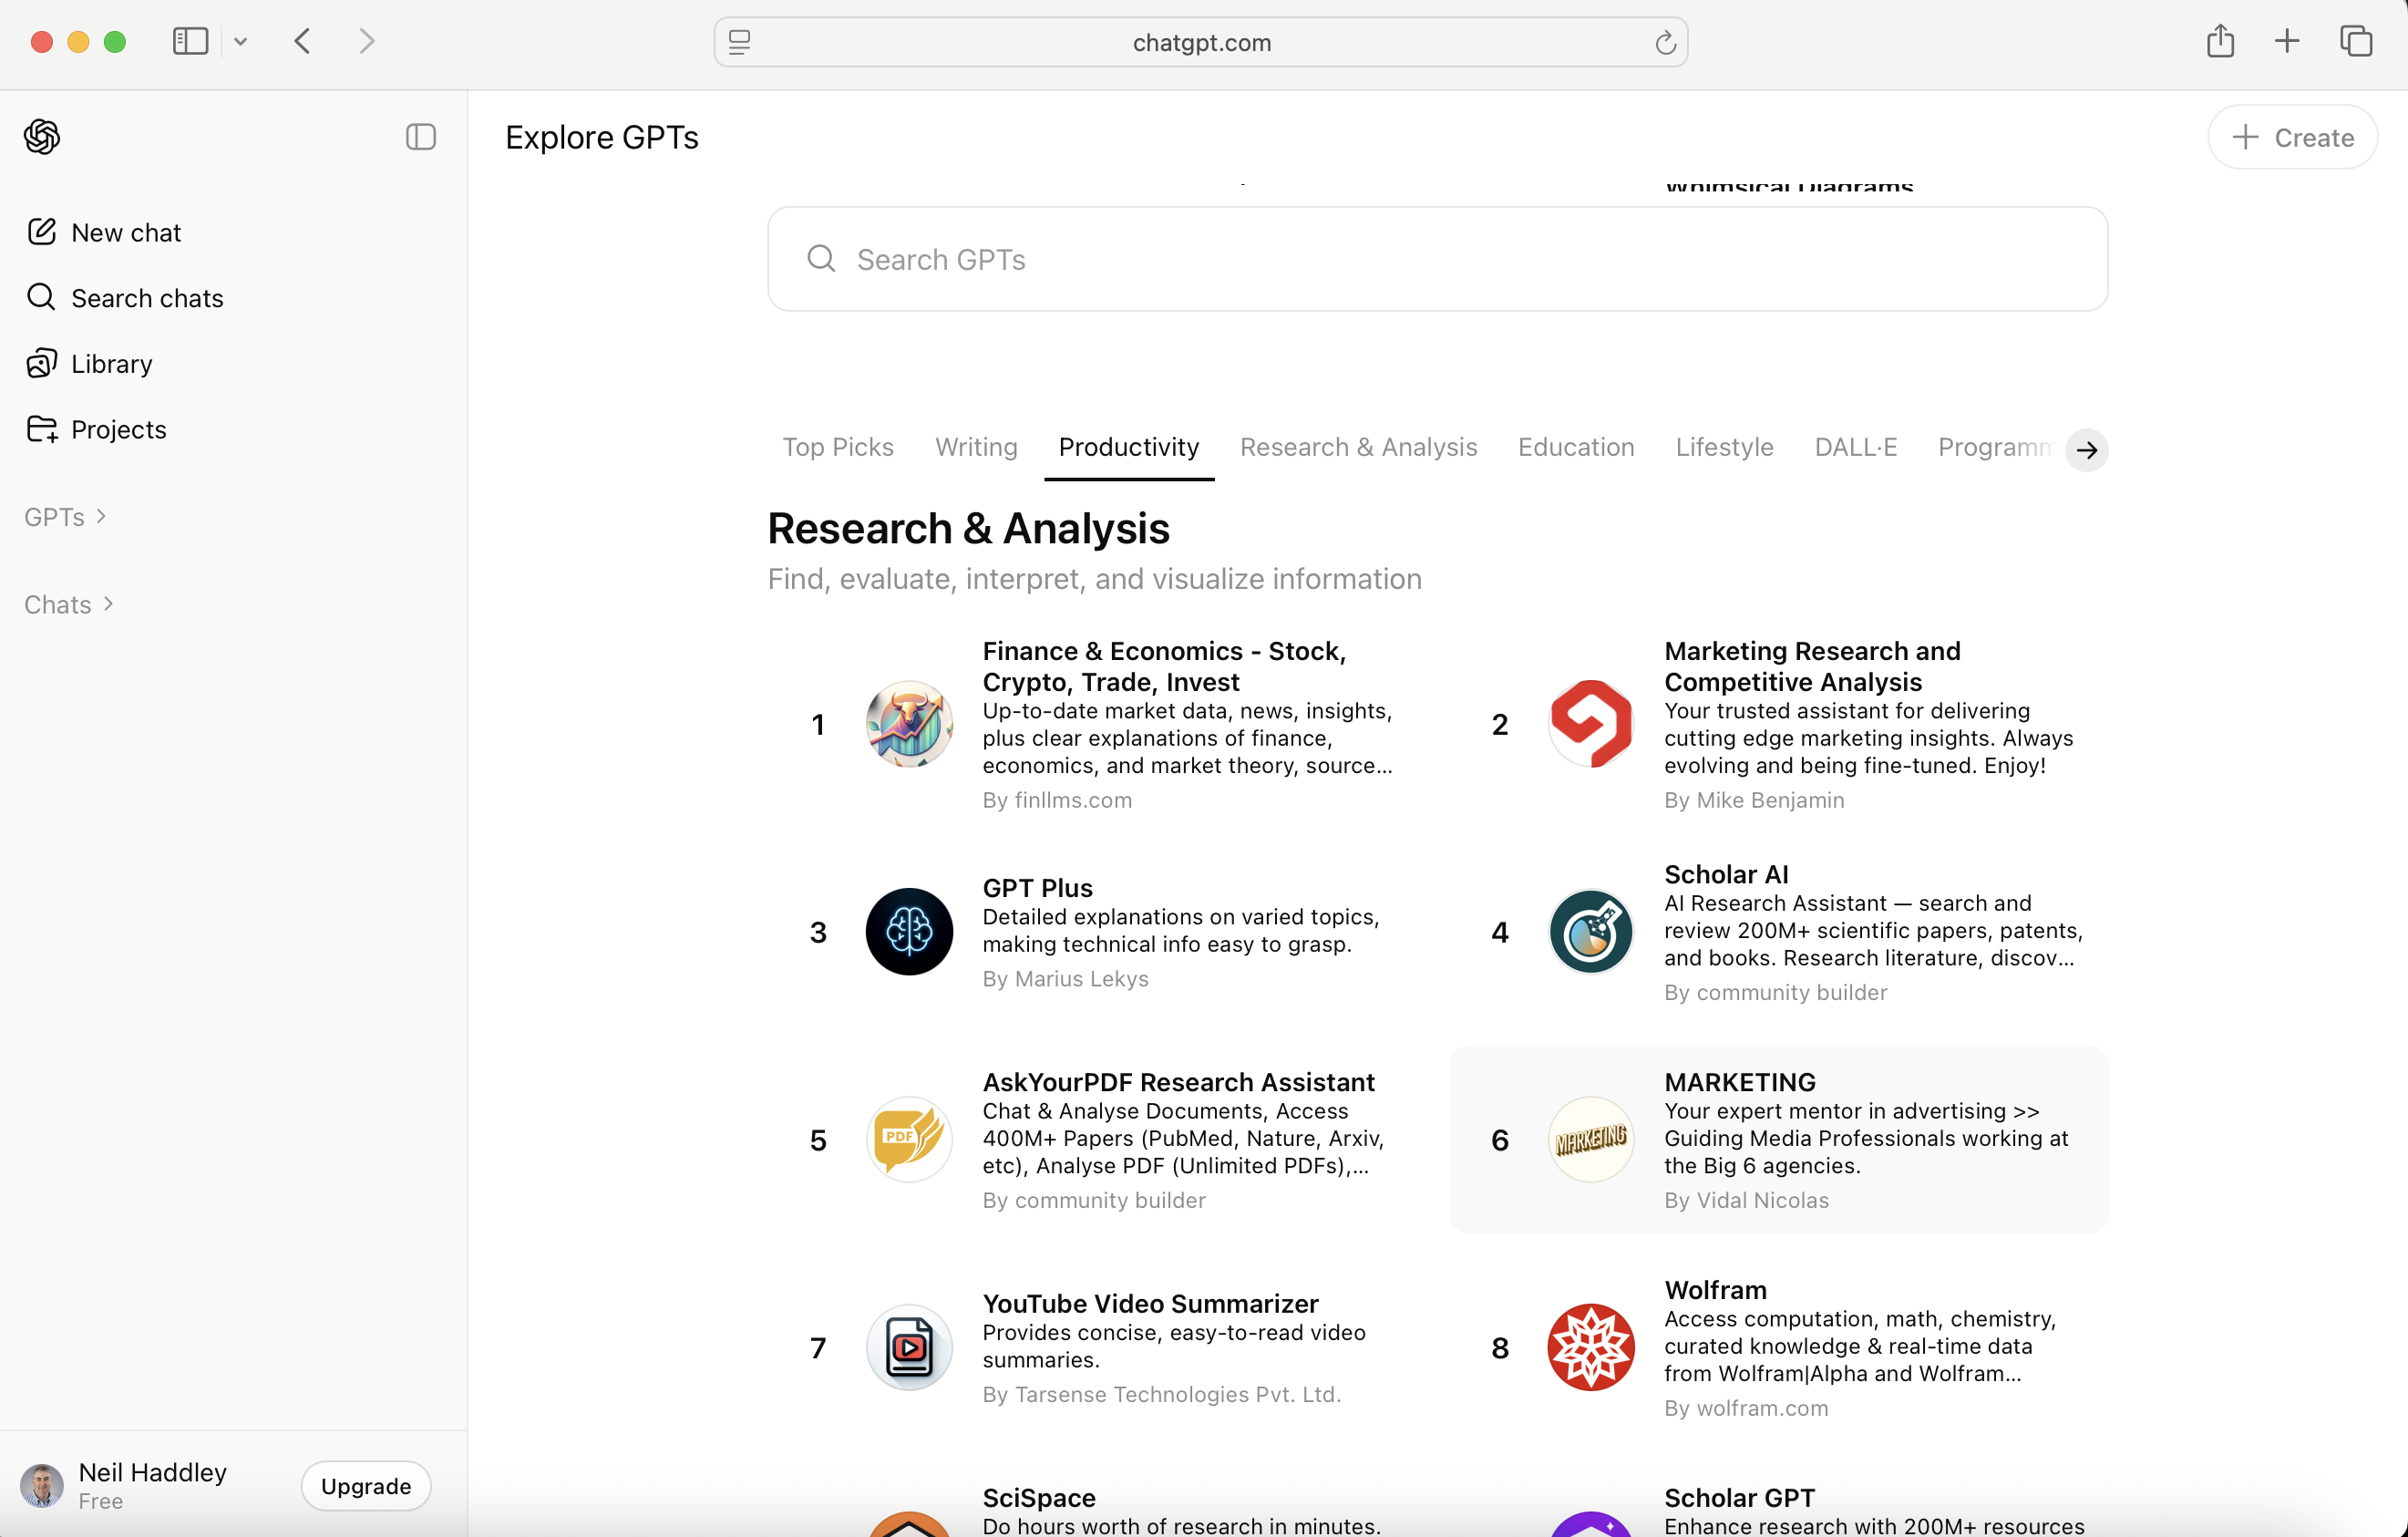 chatgpt.com
Explore GPTs
Create
New chat
Search chats
Library
Projects
GPTs
Chats
Neil Haddley
Free
Upgrade
Whimsical Diagrams
Search GPTs
Top Picks
Writing
Productivity
Research & Analysis
Education
Lifestyle
DALL·E
Programm
Research & Analysis
Find, evaluate, interpret, and visualize information
1
Finance & Economics - Stock,
Crypto, Trade, Invest
Up-to-date market data, news, insights,
plus clear explanations of finance,
economics, and market theory, source...
By finllms.com
2
Marketing Research and
Competitive Analysis
Your trusted assistant for delivering
cutting edge marketing insights. Always
evolving and being fine-tuned. Enjoy!
By Mike Benjamin
3
GPT Plus
Detailed explanations on varied topics,
making technical info easy to grasp.
By Marius Lekys
4
Scholar AI
AI Research Assistant — search and
review 200M+ scientific papers, patents,
and books. Research literature, discov...
By community builder
5
PDF
AskYourPDF Research Assistant
Chat & Analyse Documents, Access
400M+ Papers (PubMed, Nature, Arxiv,
etc), Analyse PDF (Unlimited PDFs),...
By community builder
6
MARKETING
MARKETING
Your expert mentor in advertising >>
Guiding Media Professionals working at
the Big 6 agencies.
By Vidal Nicolas
7
YouTube Video Summarizer
Provides concise, easy-to-read video
summaries.
By Tarsense Technologies Pvt. Ltd.
8
Wolfram
Access computation, math, chemistry,
curated knowledge & real-time data
from Wolfram|Alpha and Wolfram...
By wolfram.com
SciSpace
Do hours worth of research in minutes.
Scholar GPT
Enhance research with 200M+ resources